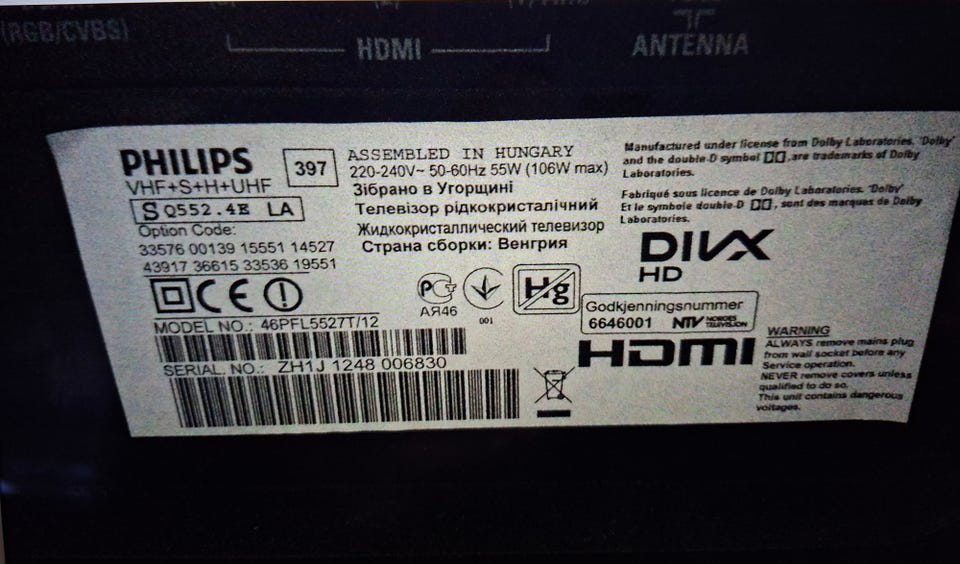 (RGB/CVBS)
HDMI
ANTENNA
PHILIPS
VHF+S+H+UHF
397
S Q552.4E LA
Option Code:
33576 00139 15551 14527
43917 36615 33536 19551
ASSEMBLED IN HUNGARY
220-240V~ 50-60Hz 55W (106W max)
Зібрано в Угорщині
Телевізор рідкокристалічний
Жидкокристаллический телевизор
Страна сборки: Венгрия
Manufactured under license from Dolby Laboratories. 'Dolby'
and the double-D symbol ,are trademarks of Dolby
Laboratories.
Fabriqué sous licence de Dolby Laboratories. 'Dolby'
Et le symbole double-D , sont des marques de Dolby
Laboratories.
DIVX
HD
CE
РСТ
АЯ46
001
Hg
Godkjenningsnummer
6646001 NTV NORGES TELEVISJON
MODEL NO.: 46PFL5527T/12
SERIAL. NO.: ZH1J 1248 006830
HDMI
WARNING
ALWAYS remove mains plug
from wall socket before any
Service operation.
NEVER remove covers unless
qualified to do so.
This unit contains dangerous
voltages.